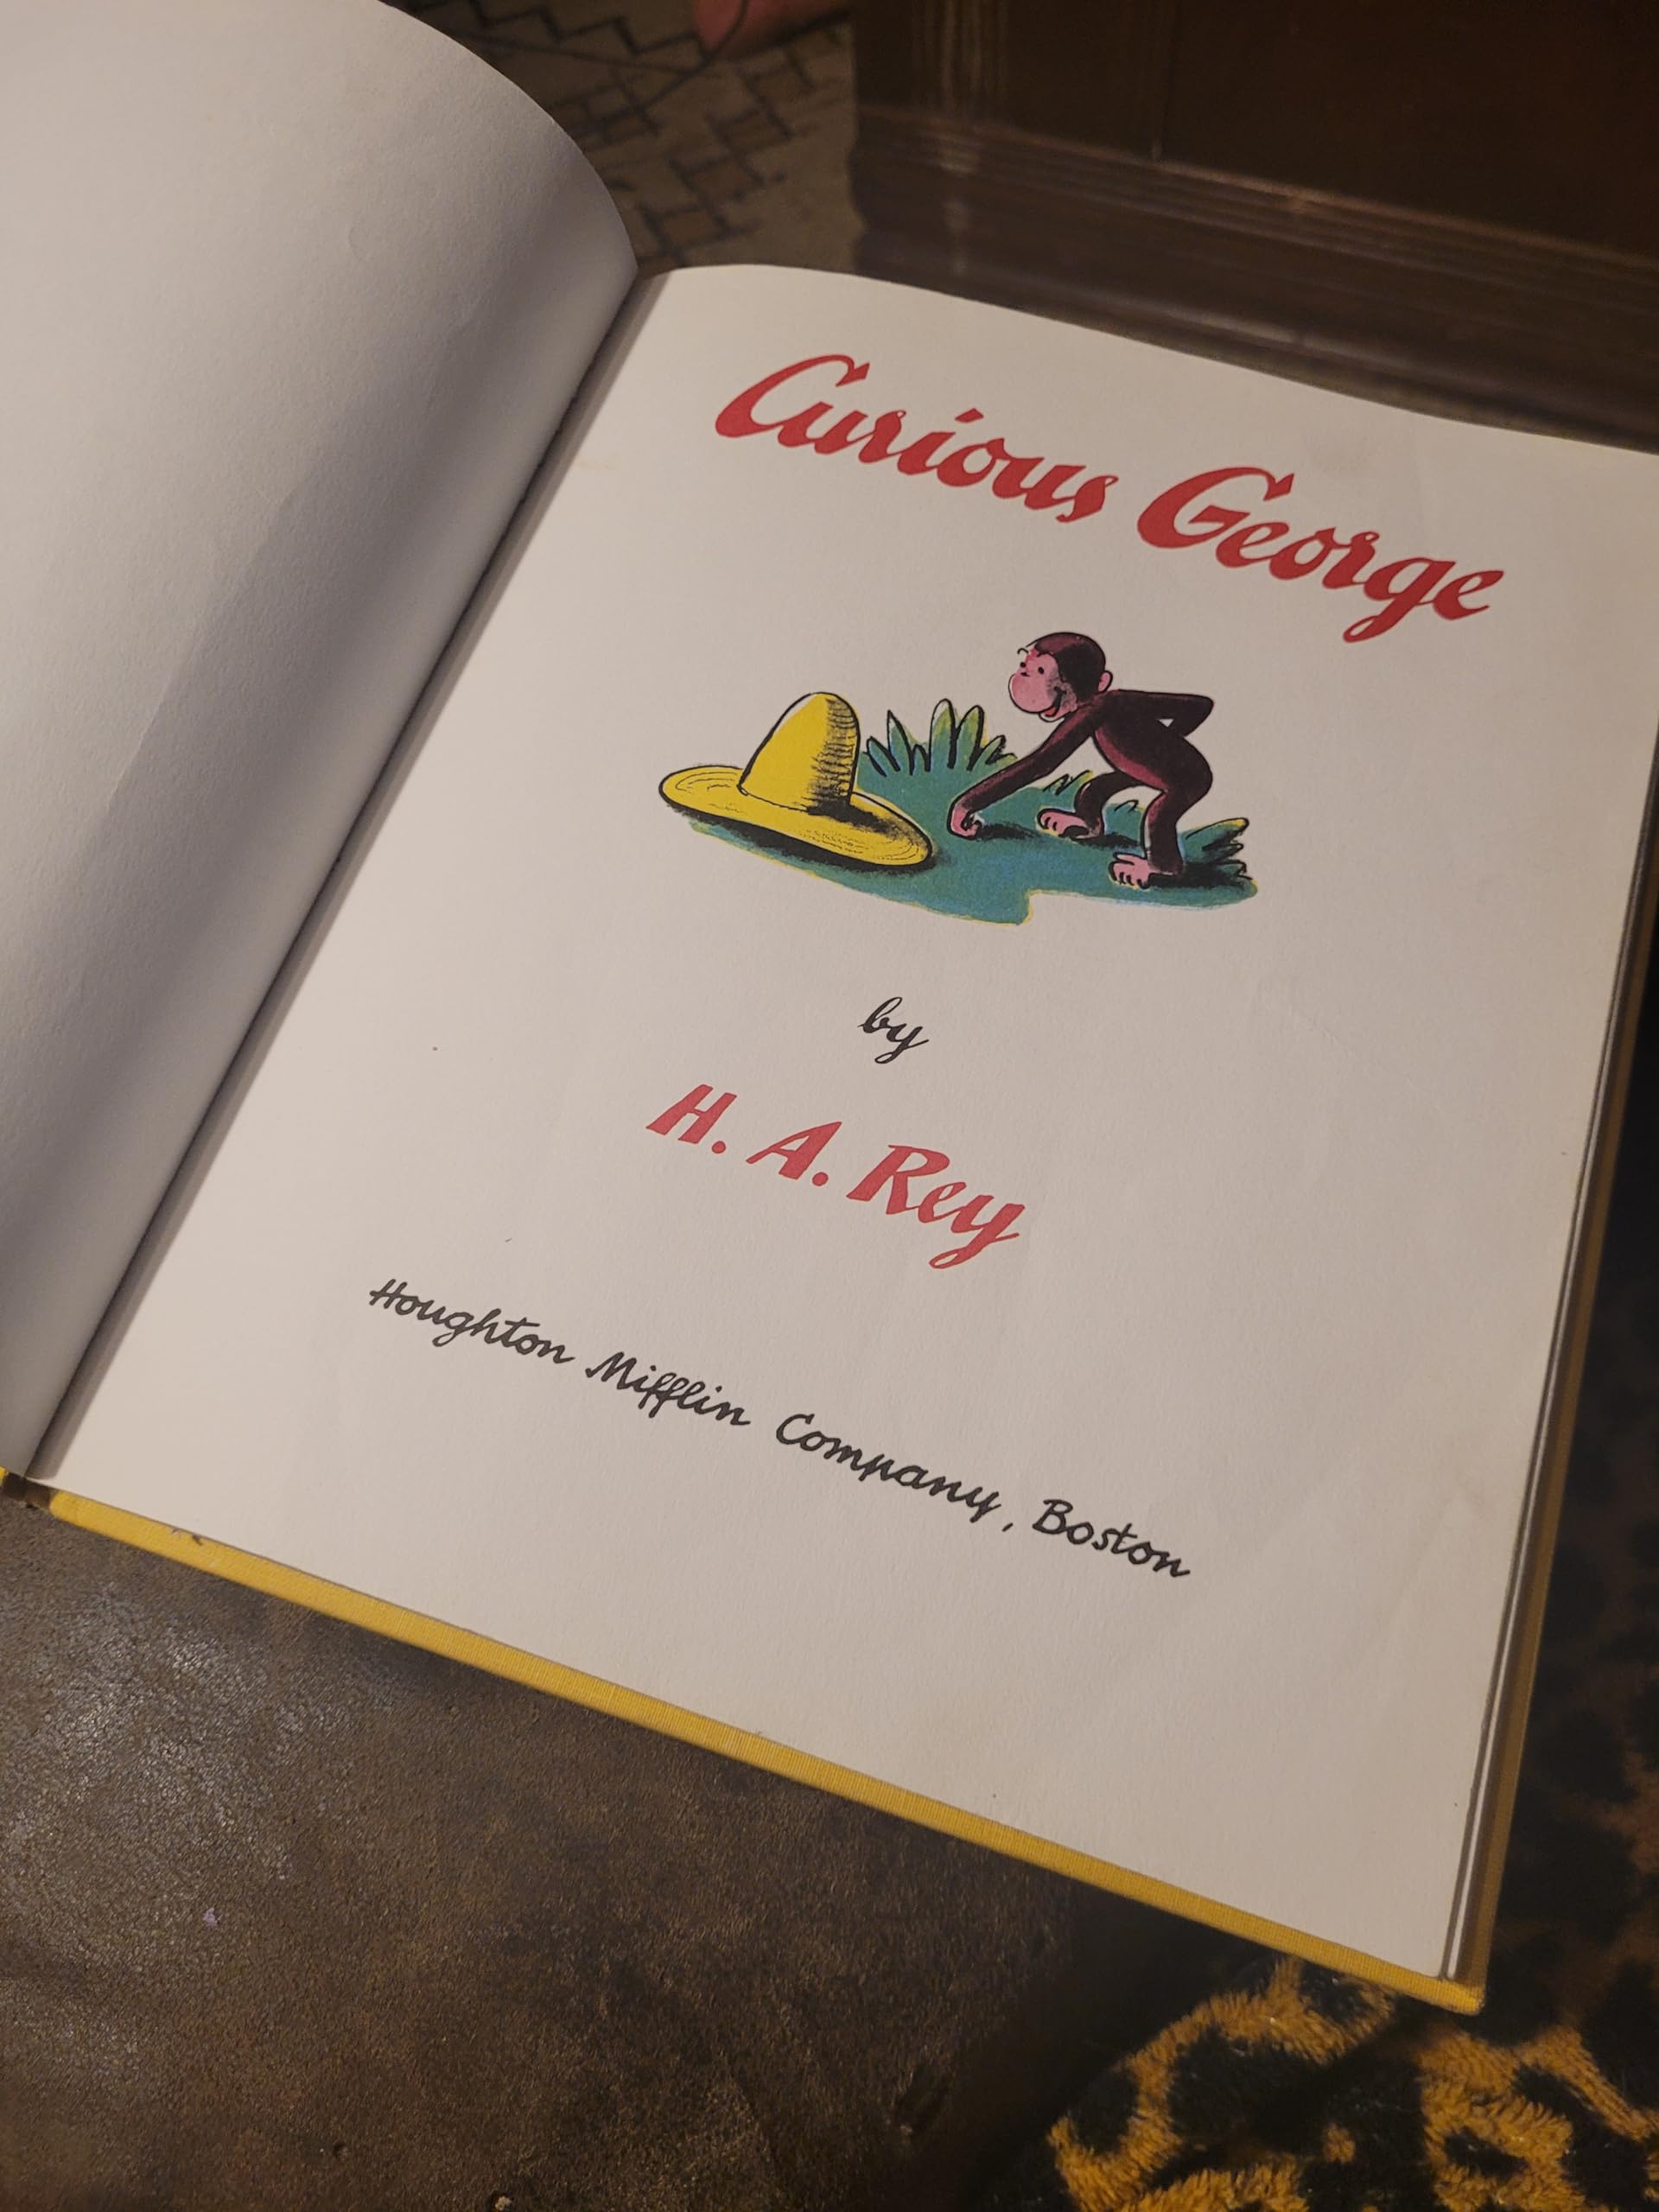 Curious George
by
H. A. Rey
Houghton Mifflin Company, Boston